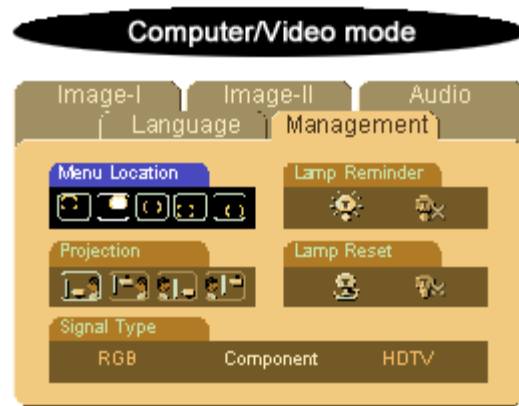 Computer/Video mode
Image-I Image-II Audio
Language Management
Menu Location Lamp Reminder
Projection Lamp Reset
Signal Type
RGB Component HDTV